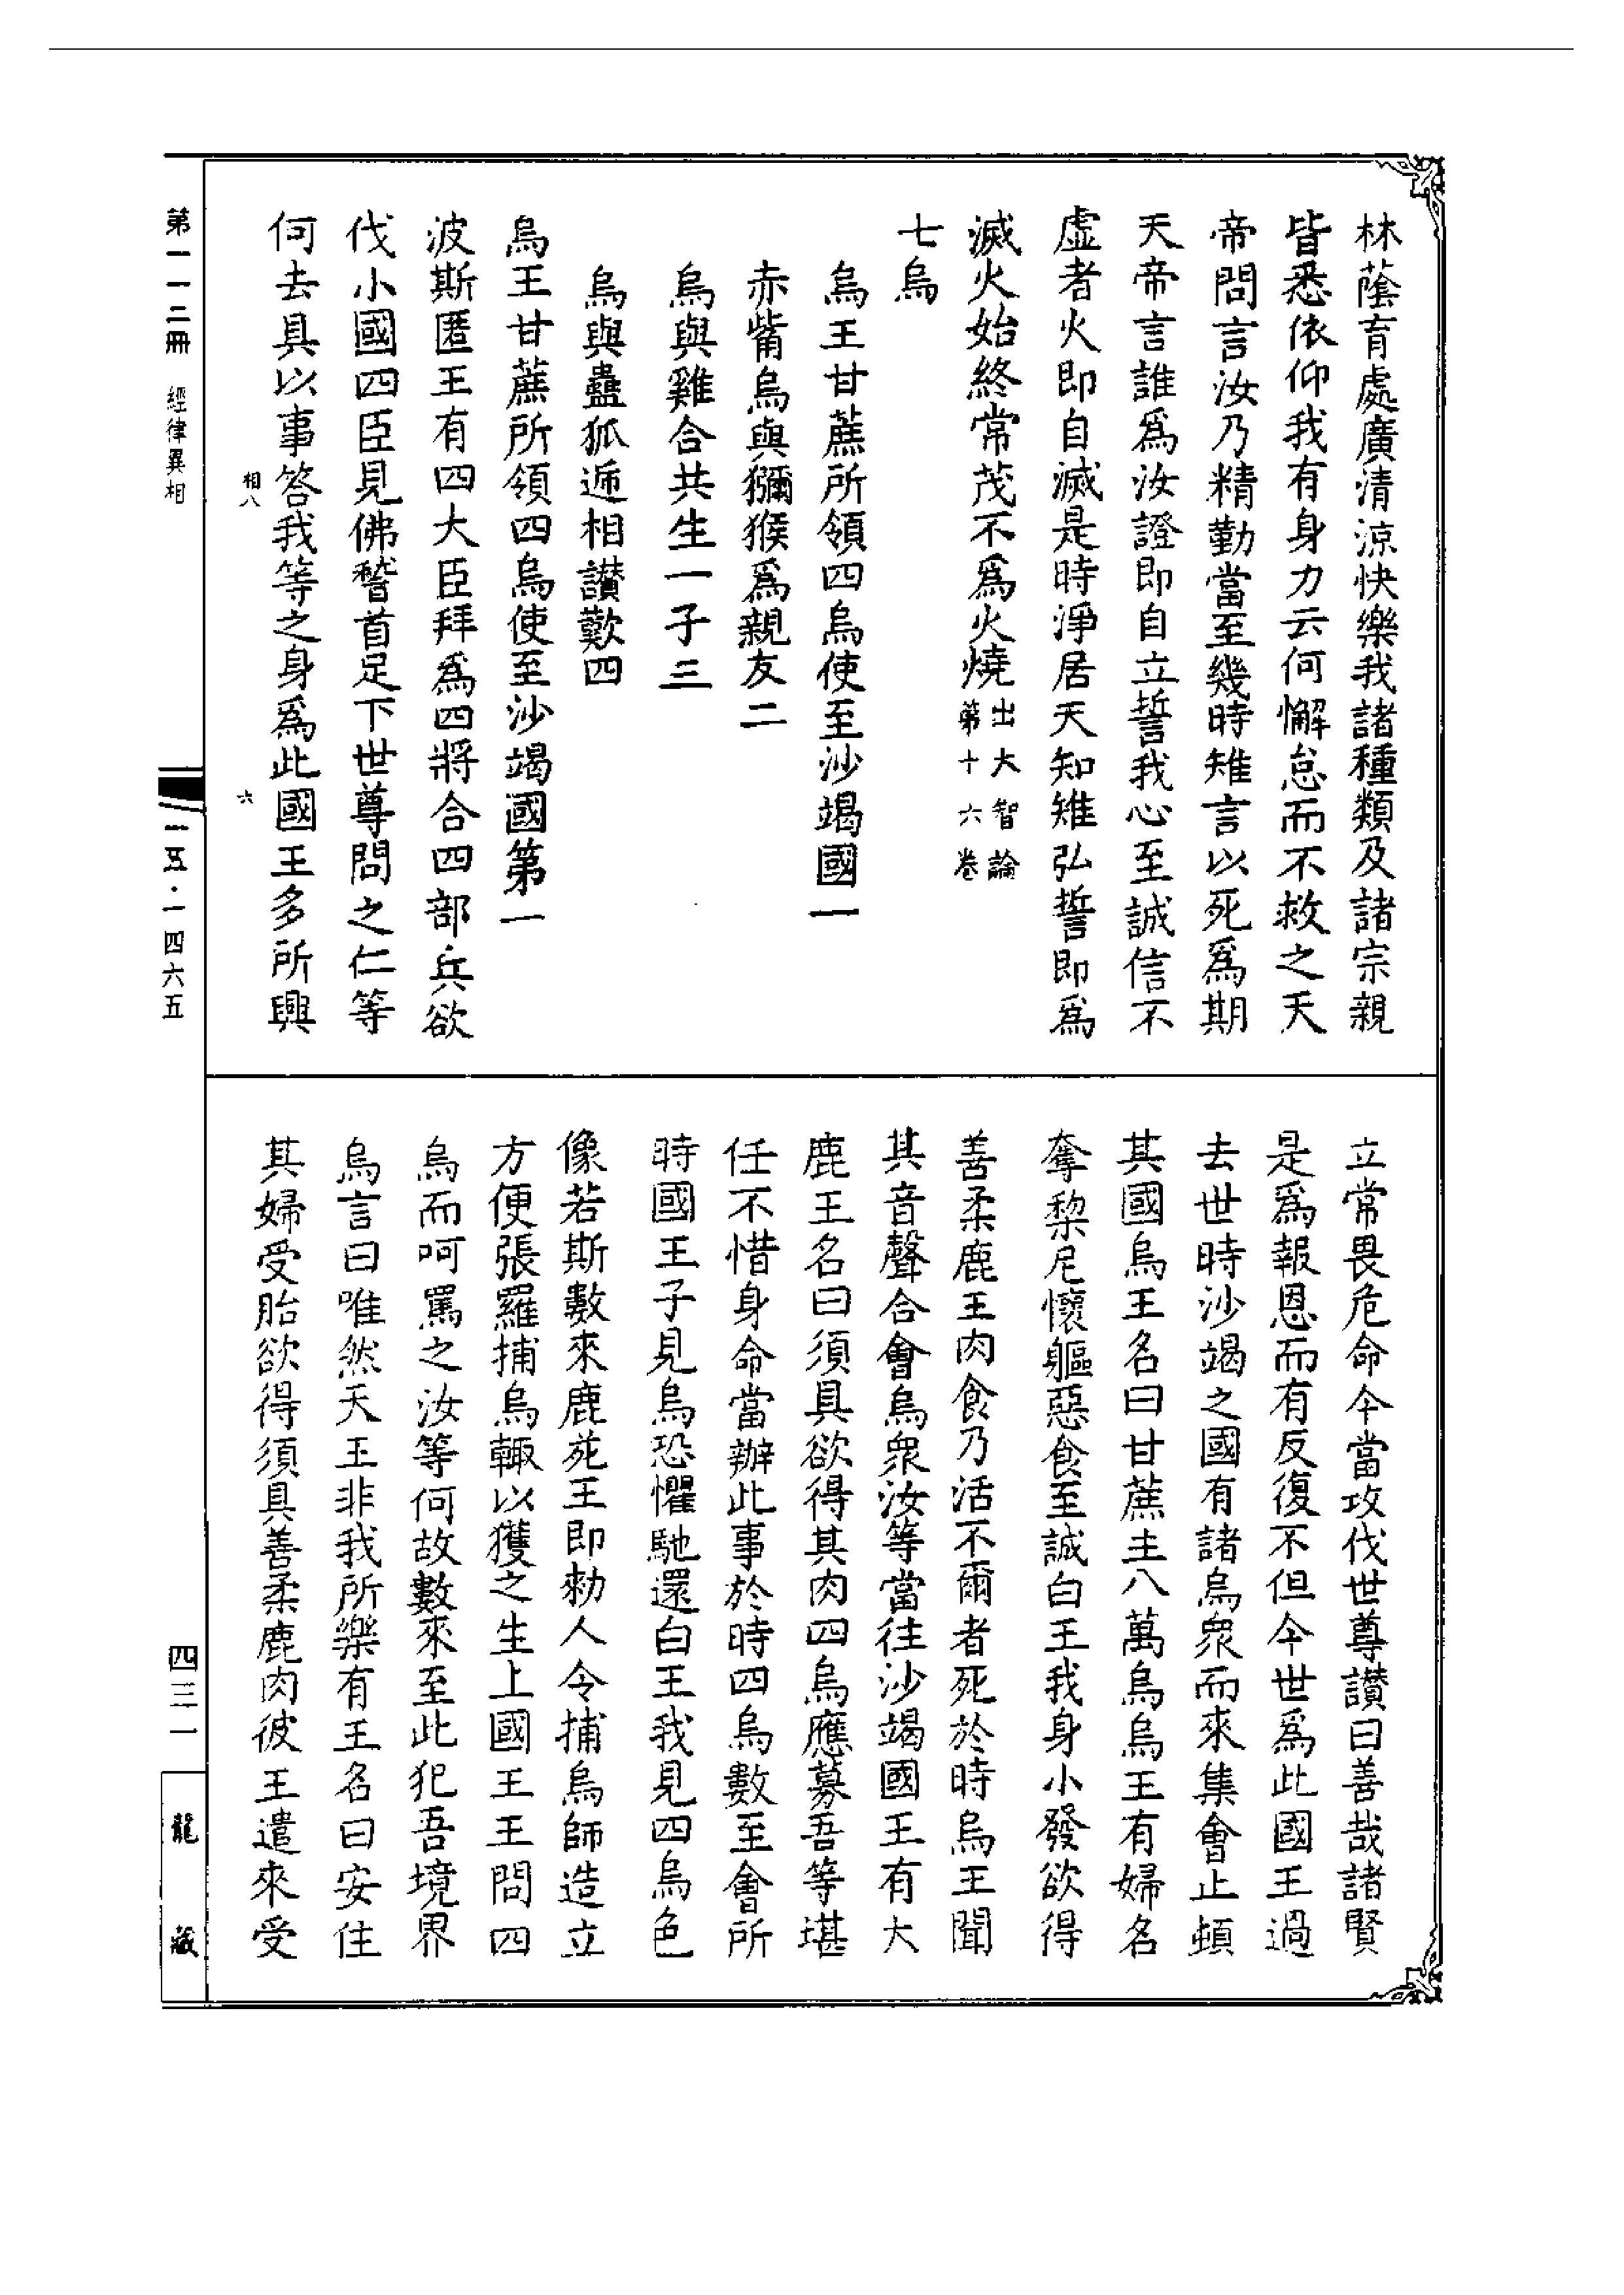 林蔭育處廣清涼快樂我諸種類及諸宗親
皆悉依仰我有身力云何懈怠而不救之天
帝問言汝乃精勤當至幾時雉言以死為期
天帝言誰為汝證即自立誓我心至誠信不
虛者火即自滅是時淨居天知雉弘誓即為
滅火始終常茂不為火燒出大智論第十六卷
七烏
烏王甘蔗所領四烏使至沙竭國一
赤觜烏與獼猴為親友二
烏與雞合共生一子三
烏與蠱狐遞相讚歎四
烏王甘蔗所領四烏使至沙竭國第一
波斯匿王有四大臣拜為四將合四部兵欲
伐小國四臣見佛稽首足下世尊問之仁等
何去具以事答我等之身為此國王多所興
相八
六
立常畏危命今當攻伐世尊讚曰善哉諸賢
是為報恩而有反復不但今世為此國王過
去世時沙竭之國有諸烏眾而來集會止頓
其國烏王名曰甘蔗主八萬烏烏王有婦名
奪犂尼懷軀惡食至誠白王我身小發欲得
善柔鹿王肉食乃活不爾者死於時烏王聞
其音聲合會烏眾汝等當往沙竭國王有大
鹿王名曰須具欲得其肉四烏應募吾等堪
任不惜身命當辦此事於時四烏數至會所
時國王子見烏恐懼馳還白王我見四烏色
像若斯數來鹿苑王即勑人令捕烏師造立
方便張羅捕烏輙以獲之生上國王王問四
烏而呵罵之汝等何故數來至此犯吾境界
烏言曰唯然天王非我所樂有王名曰安住
其婦受胎欲得須具善柔鹿肉彼王遣來受
第一一二冊　經律異相
一五・一四六五
四三一
龍藏